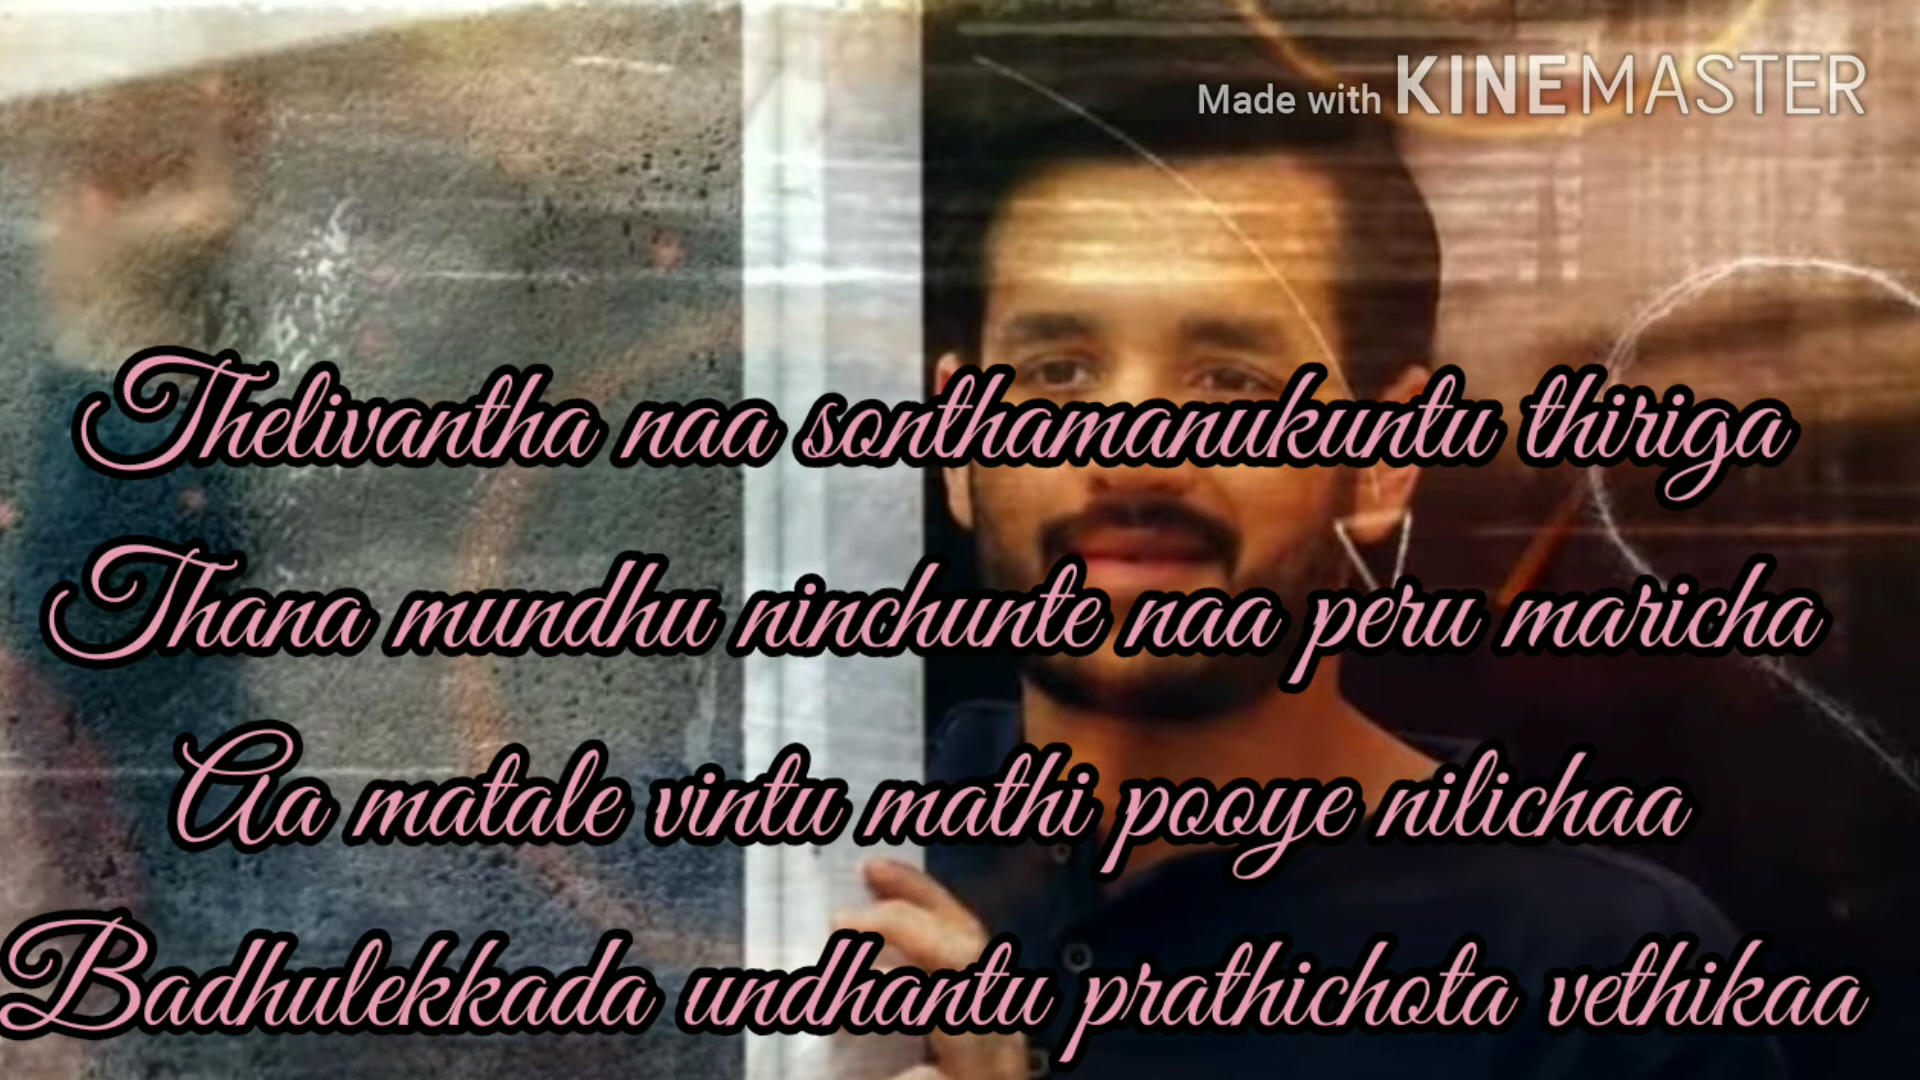 Made with KINEMASTER
Thelivantha naa sonthamanukuntu thiriga
Thana mundhu ninchunte naa peru maricha
Aa matale vintu mathi pooye nilichaa
Badhulekkada undhantu prathichota vethikaa